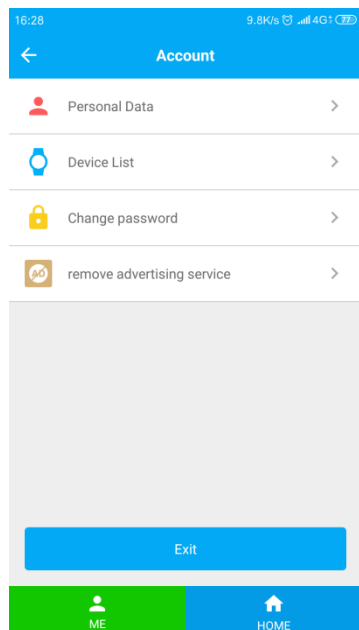 16:28 9.8K/s 4G 77
Account
Personal Data
Device List
Change password
AD remove advertising service
Exit
ME HOME